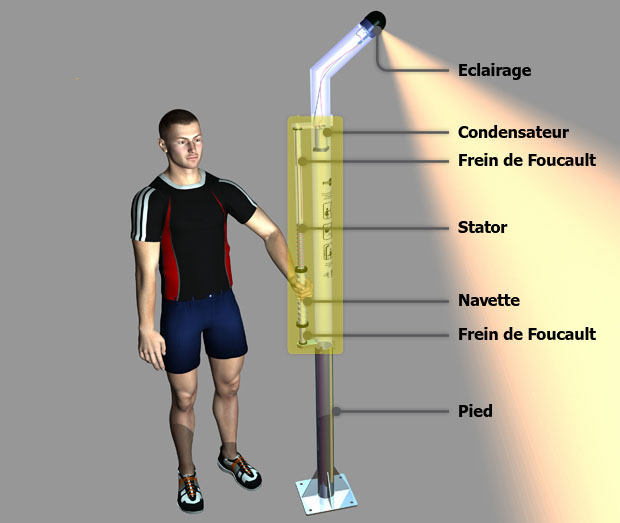 Eclairage
Condensateur
Frein de Foucault
Stator
Navette
Frein de Foucault
Pied